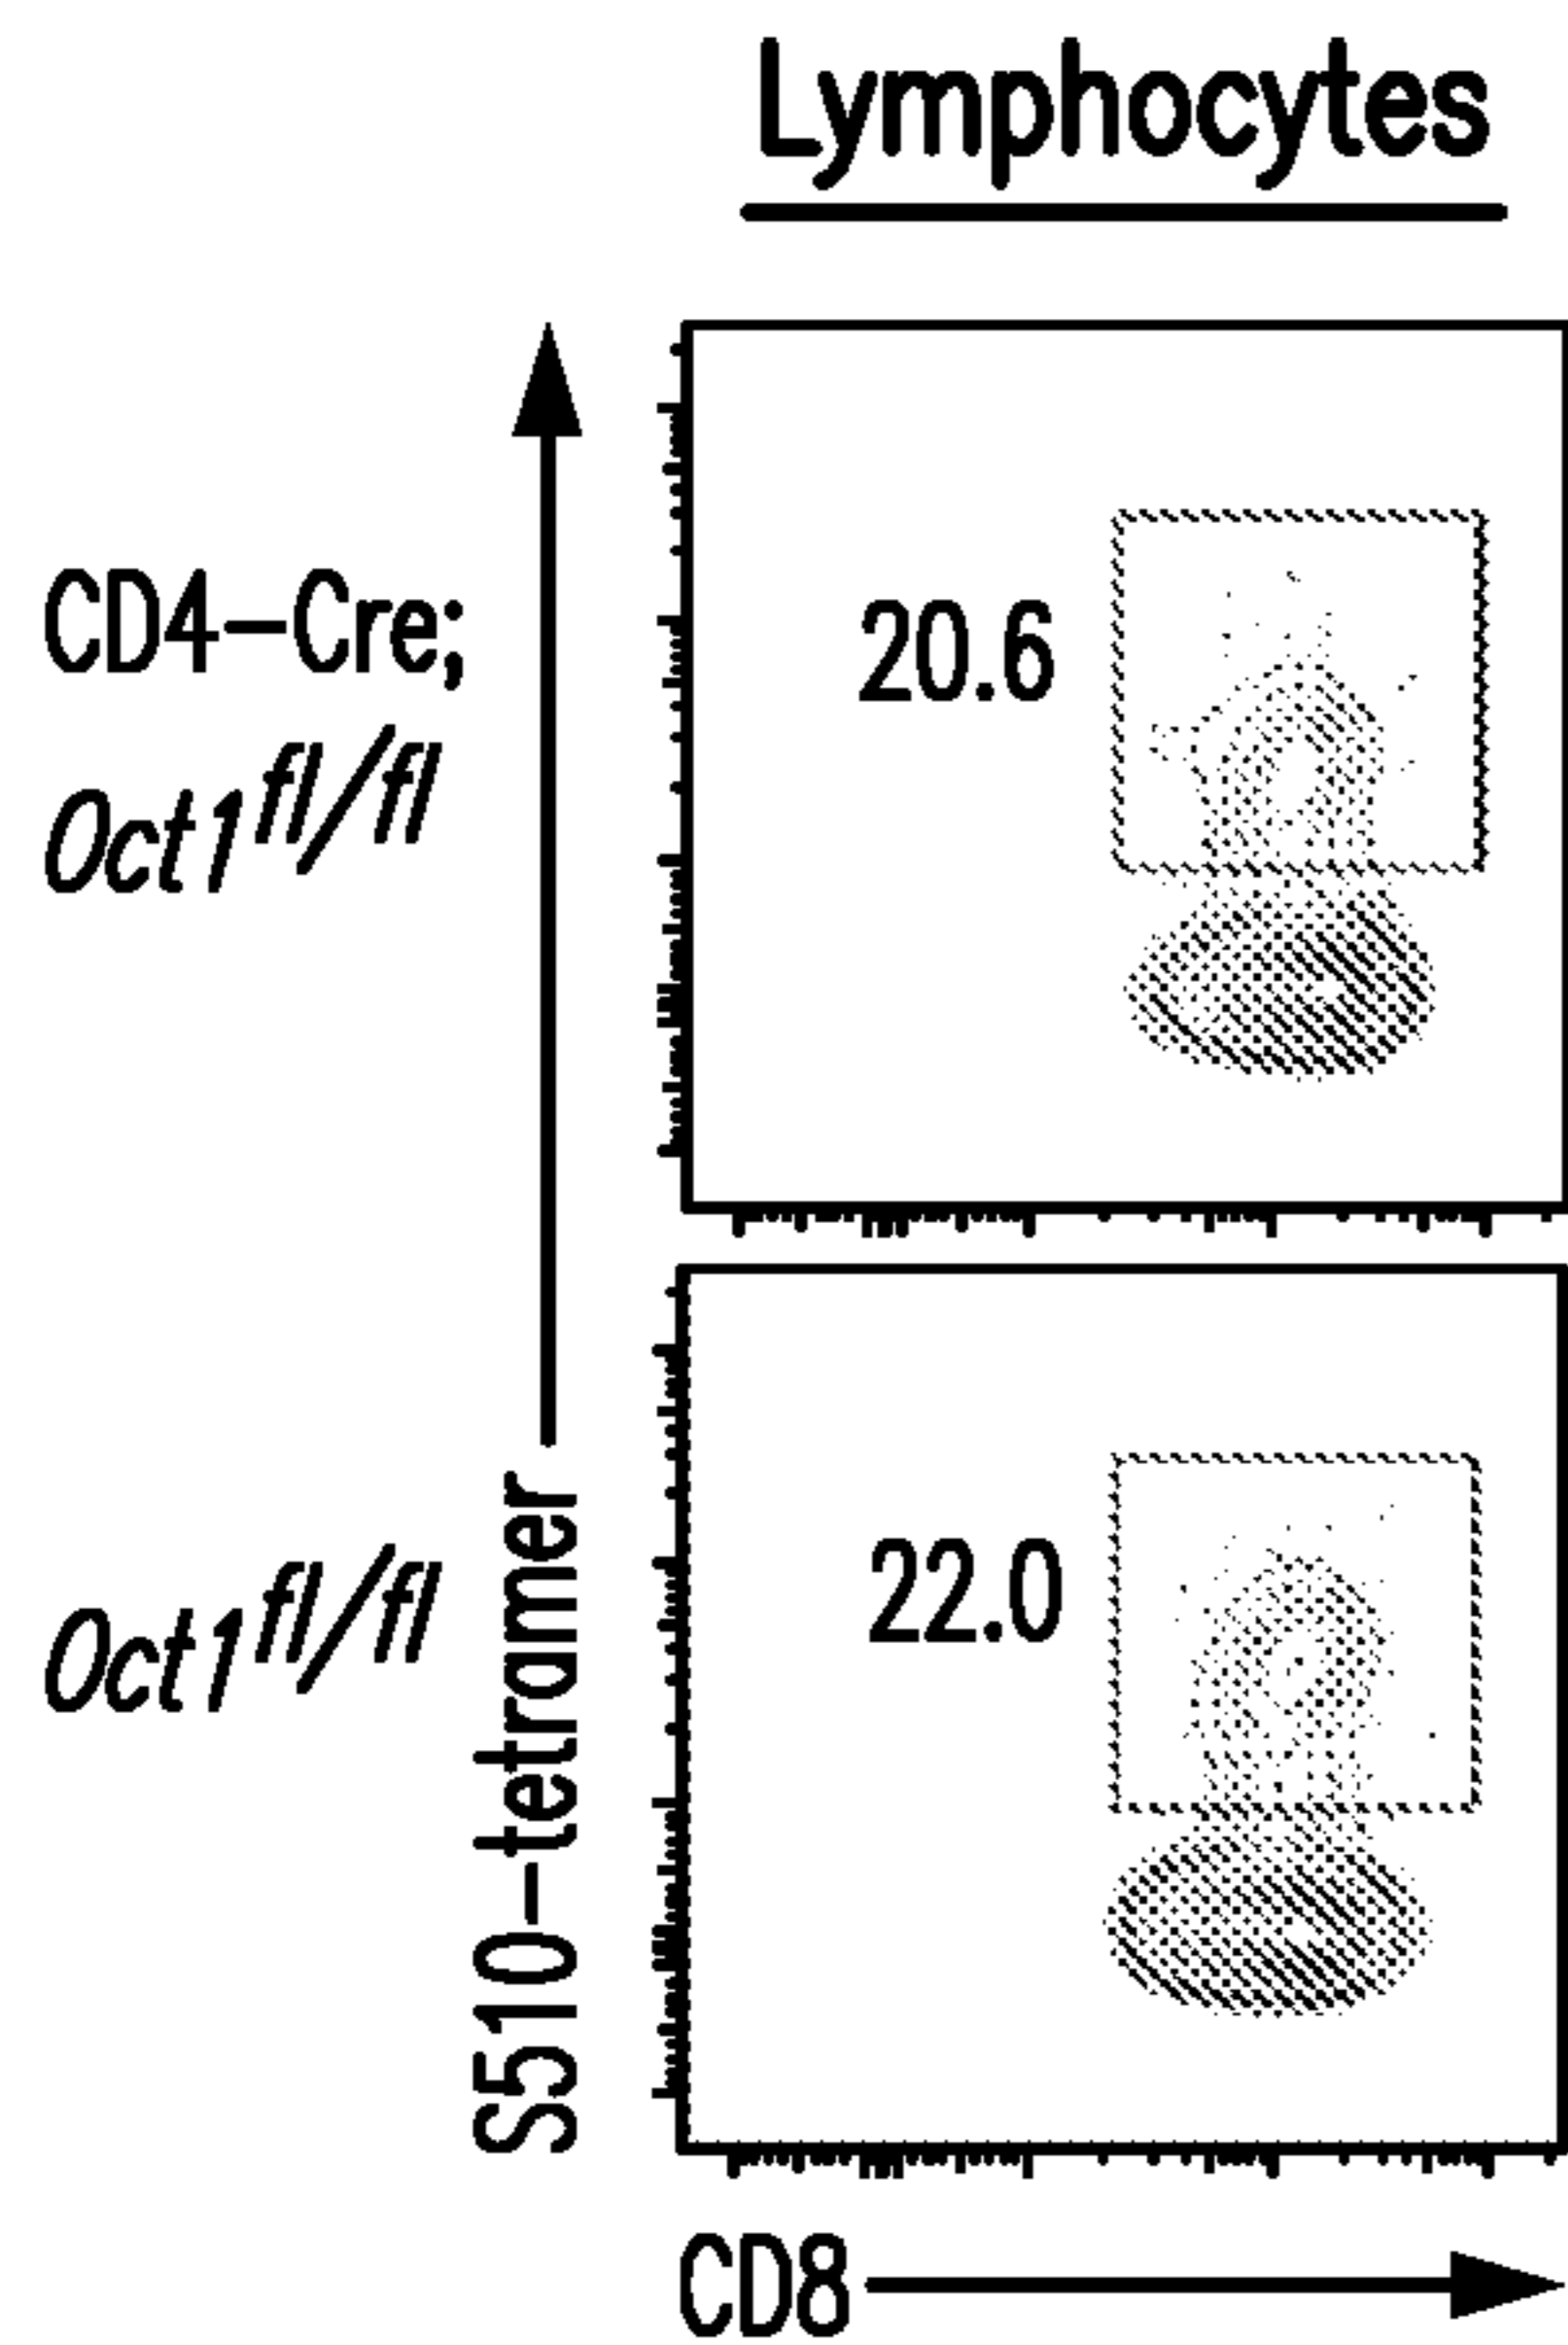 Lymphocytes
CD4-Cre;
Oct1fl/fl
20.6
Oct1fl/fl
22.0
S510-tetramer
CD8